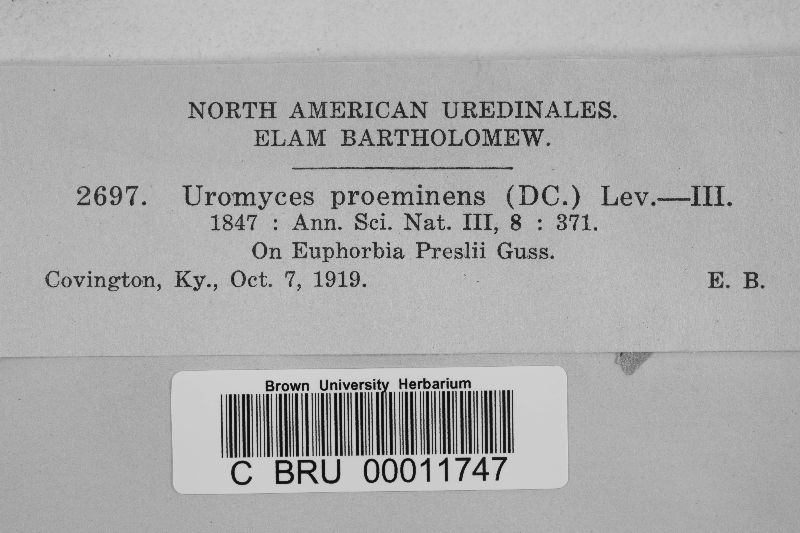 NORTH AMERICAN UREDINALES.
ELAM BARTHOLOMEW.
2697. Uromyces proeminens (DC.) Lev.—III.
1847 : Ann. Sci. Nat. III, 8 : 371.
On Euphorbia Preslii Guss.
Covington, Ky., Oct. 7, 1919. E. B.
Brown University Herbarium
C BRU 00011747